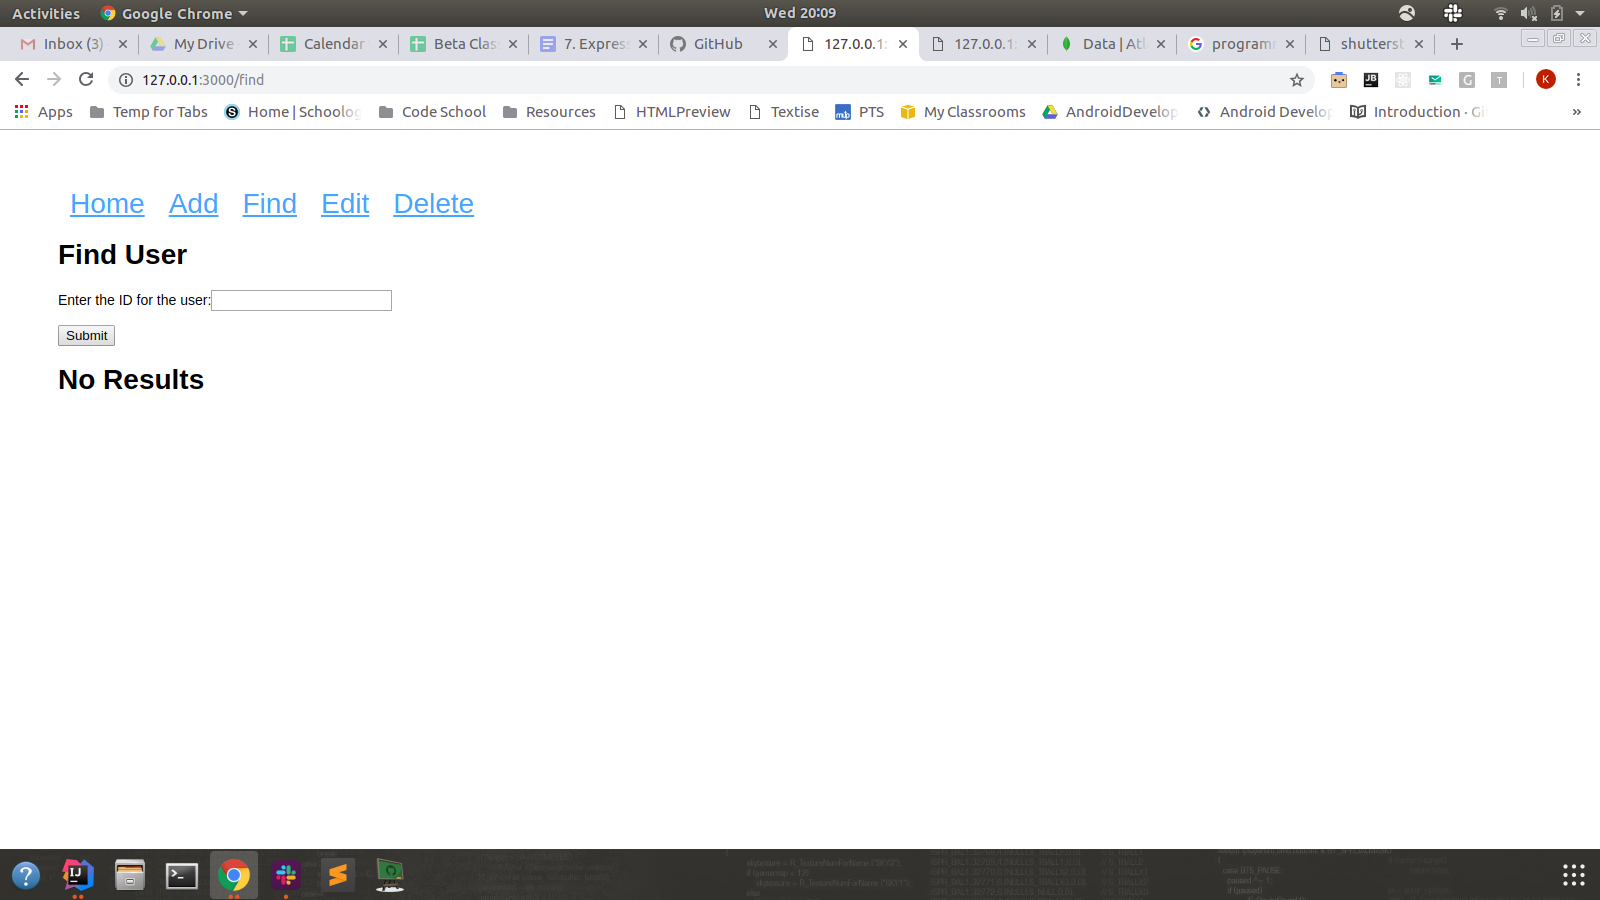 Activities Google Chrome Wed 20:09
Inbox (3) My Drive Calendar Beta Clas 7. Express GitHub 127.0.0.1: 127.0.0.1: Data | Atl programm shutterst
127.0.0.1:3000/find K
Apps Temp for Tabs Home | Schoolog Code School Resources HTMLPreview Textise PTS My Classrooms AndroidDevelop Android Develop Introduction · Gi »
Home Add Find Edit Delete
Find User
Enter the ID for the user:
Submit
No Results